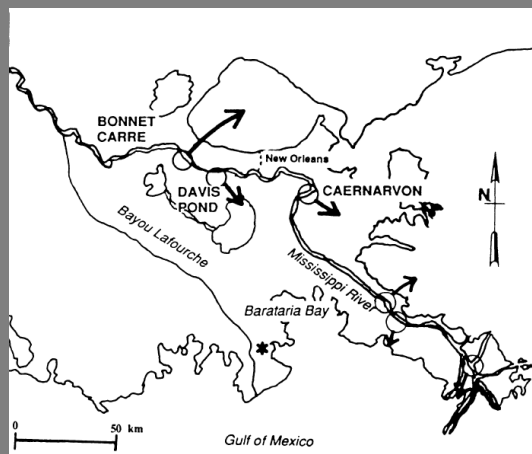 BONNET
CARRE
New Orleans
DAVIS
POND
CAERNARVON
N
Bayou Lafourche
Mississippi River
Barataria Bay
*
0 50 km
Gulf of Mexico